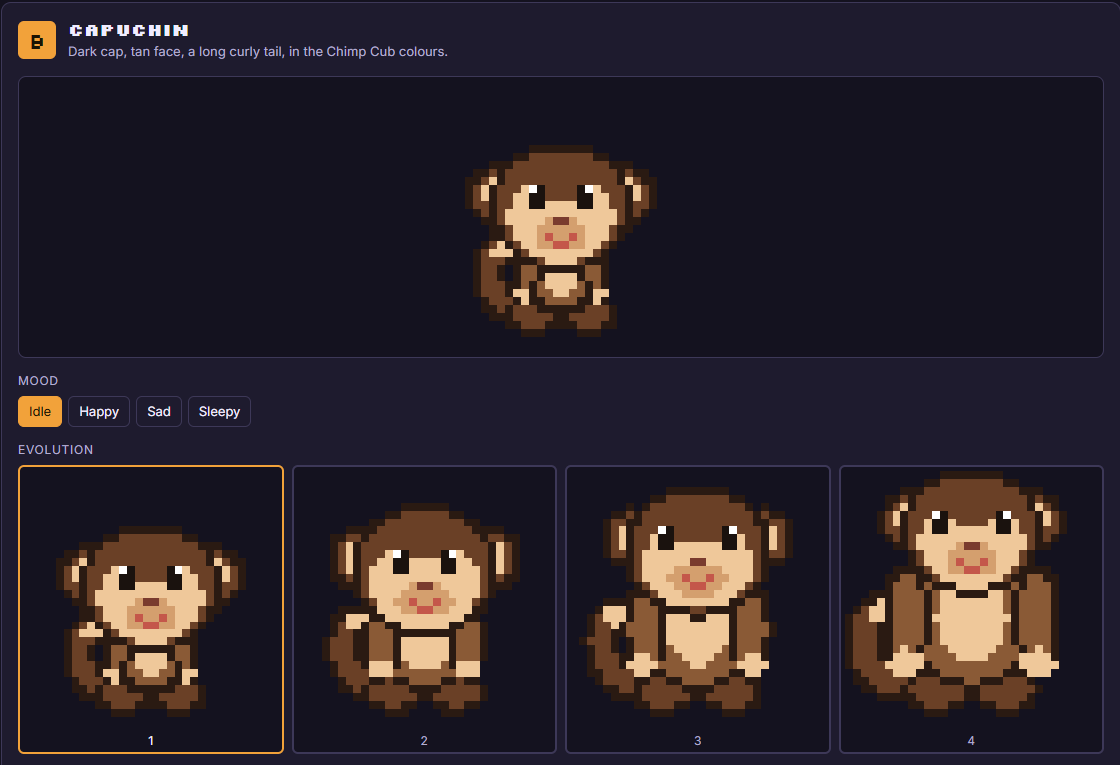 B
CAPUCHIN
Dark cap, tan face, a long curly tail, in the Chimp Cub colours.
MOOD
Idle Happy Sad Sleepy
EVOLUTION
1 2 3 4